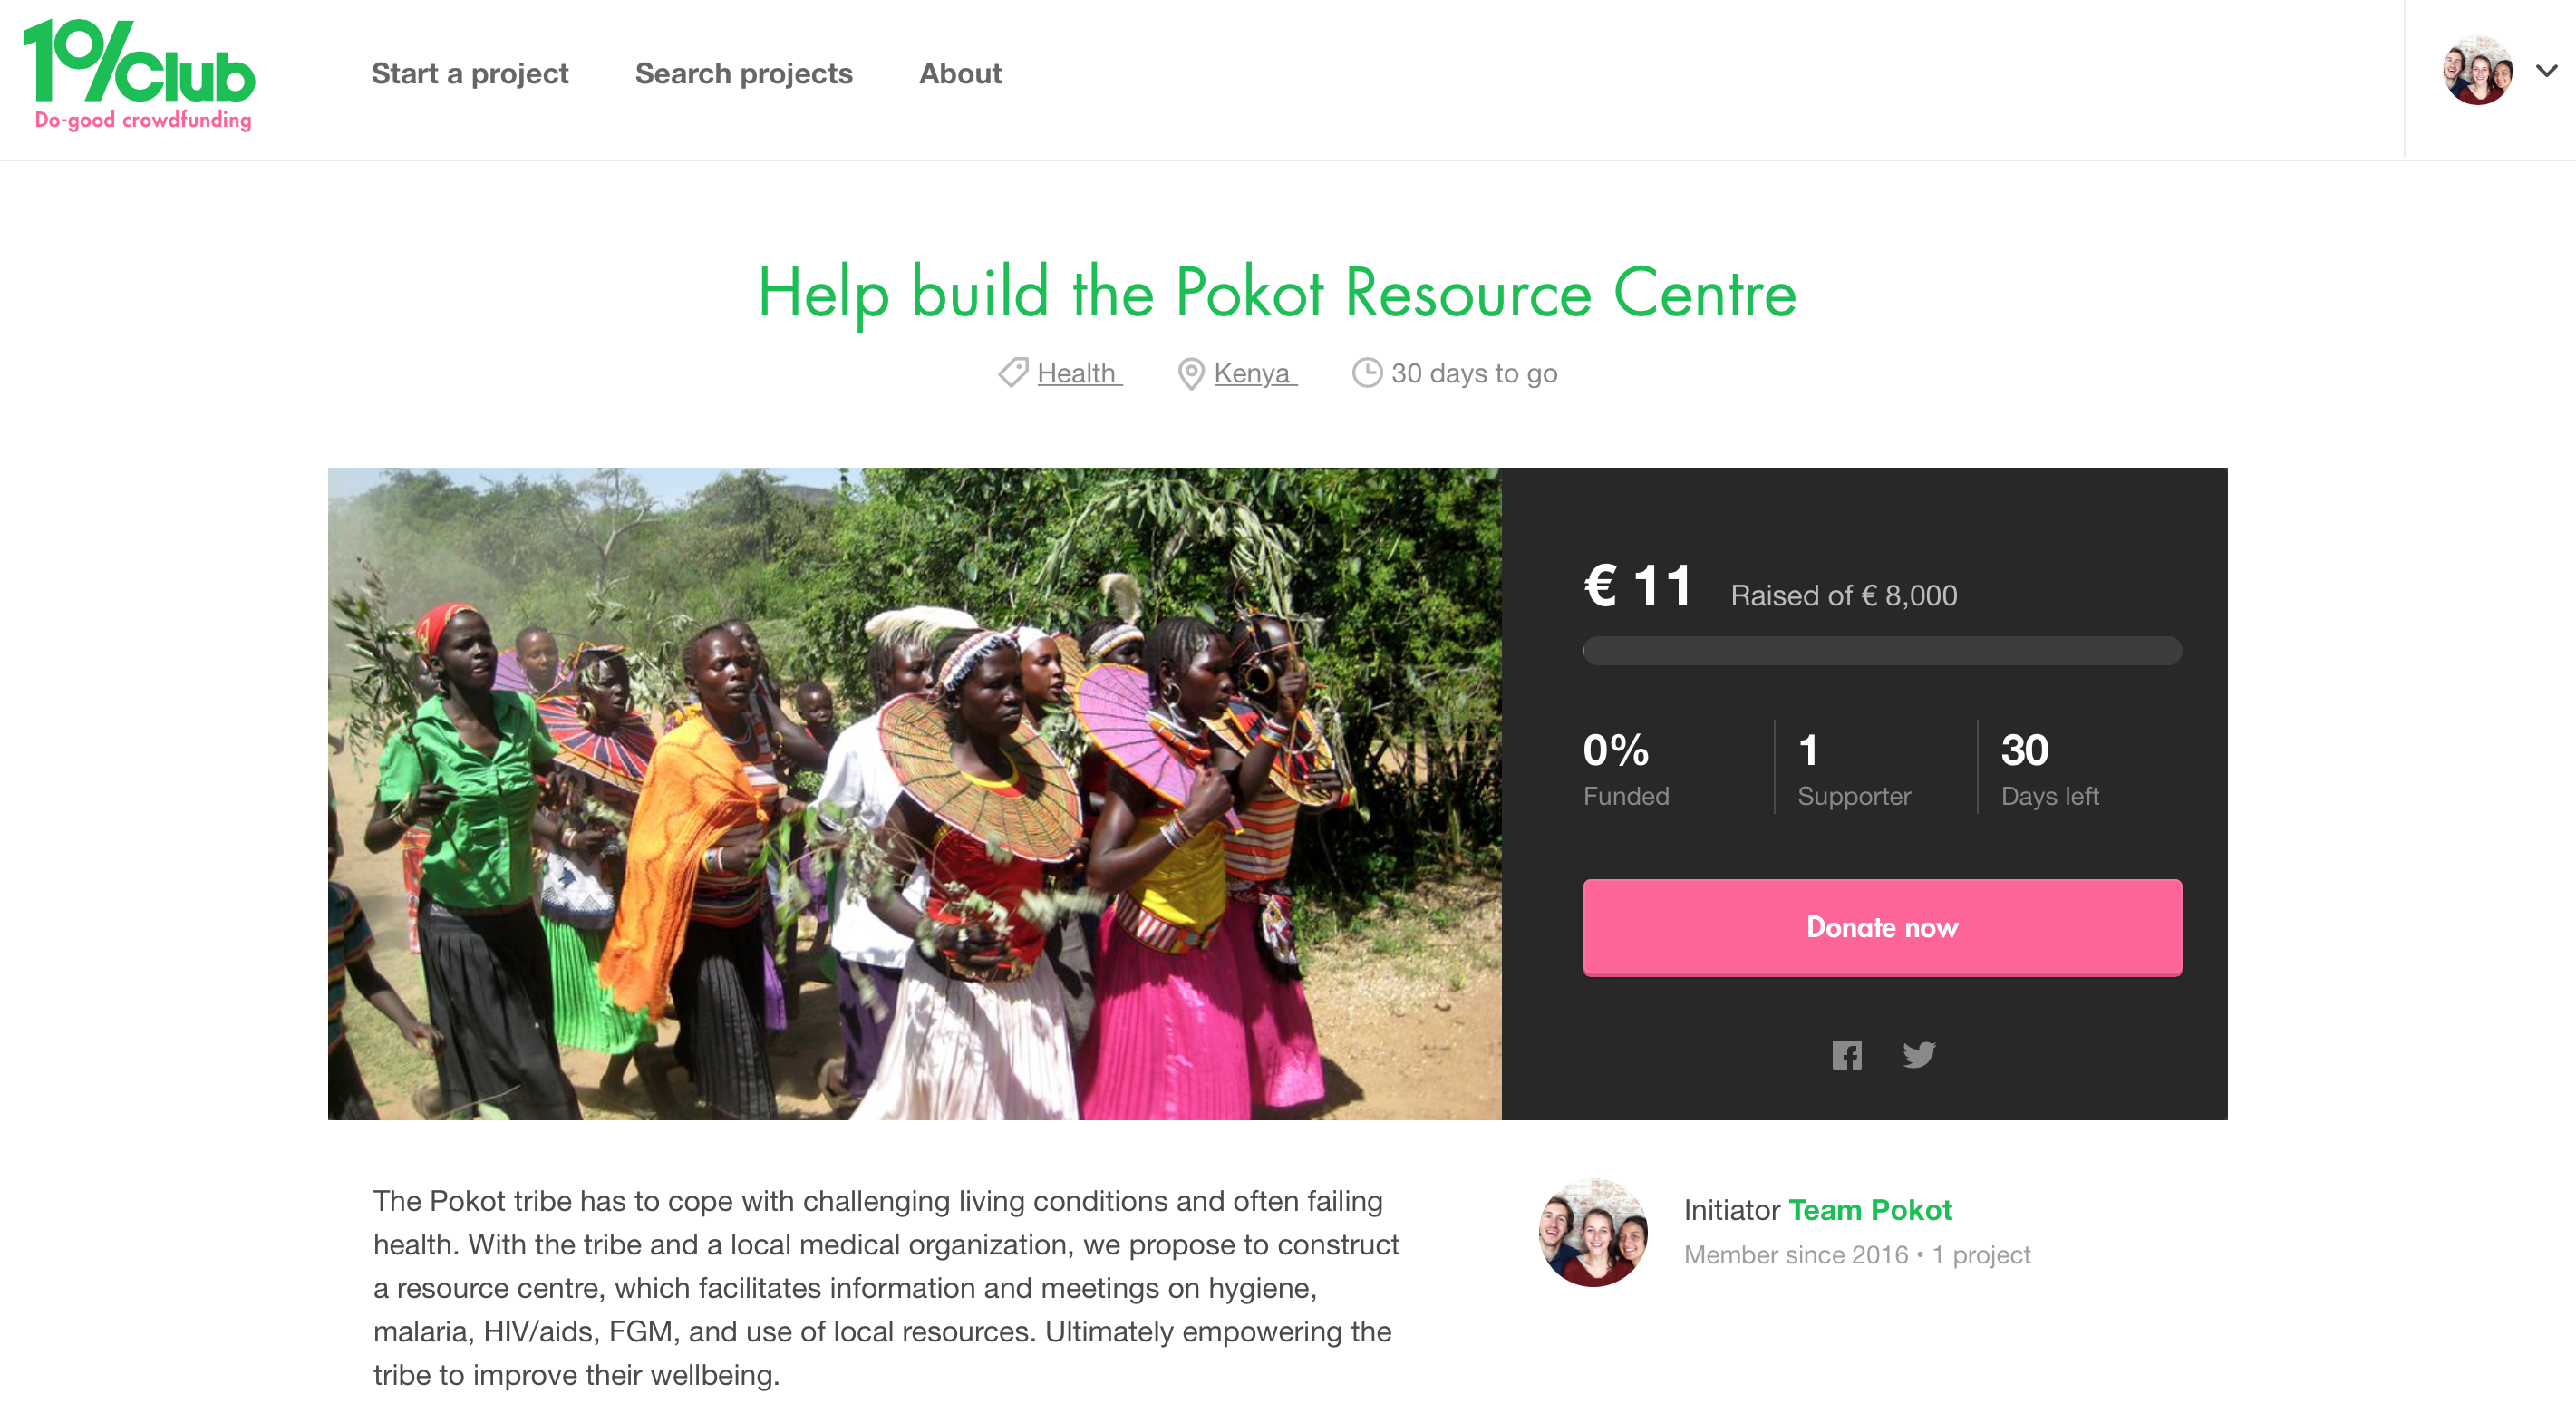 1%Club
Do-good crowdfunding
Start a project
Search projects
About
Help build the Pokot Resource Centre
Health
Kenya
30 days to go
€ 11 Raised of € 8,000
0%
Funded
1
Supporter
30
Days left
Donate now
The Pokot tribe has to cope with challenging living conditions and often failing
health. With the tribe and a local medical organization, we propose to construct
a resource centre, which facilitates information and meetings on hygiene,
malaria, HIV/aids, FGM, and use of local resources. Ultimately empowering the
tribe to improve their wellbeing.
Initiator Team Pokot
Member since 2016 • 1 project